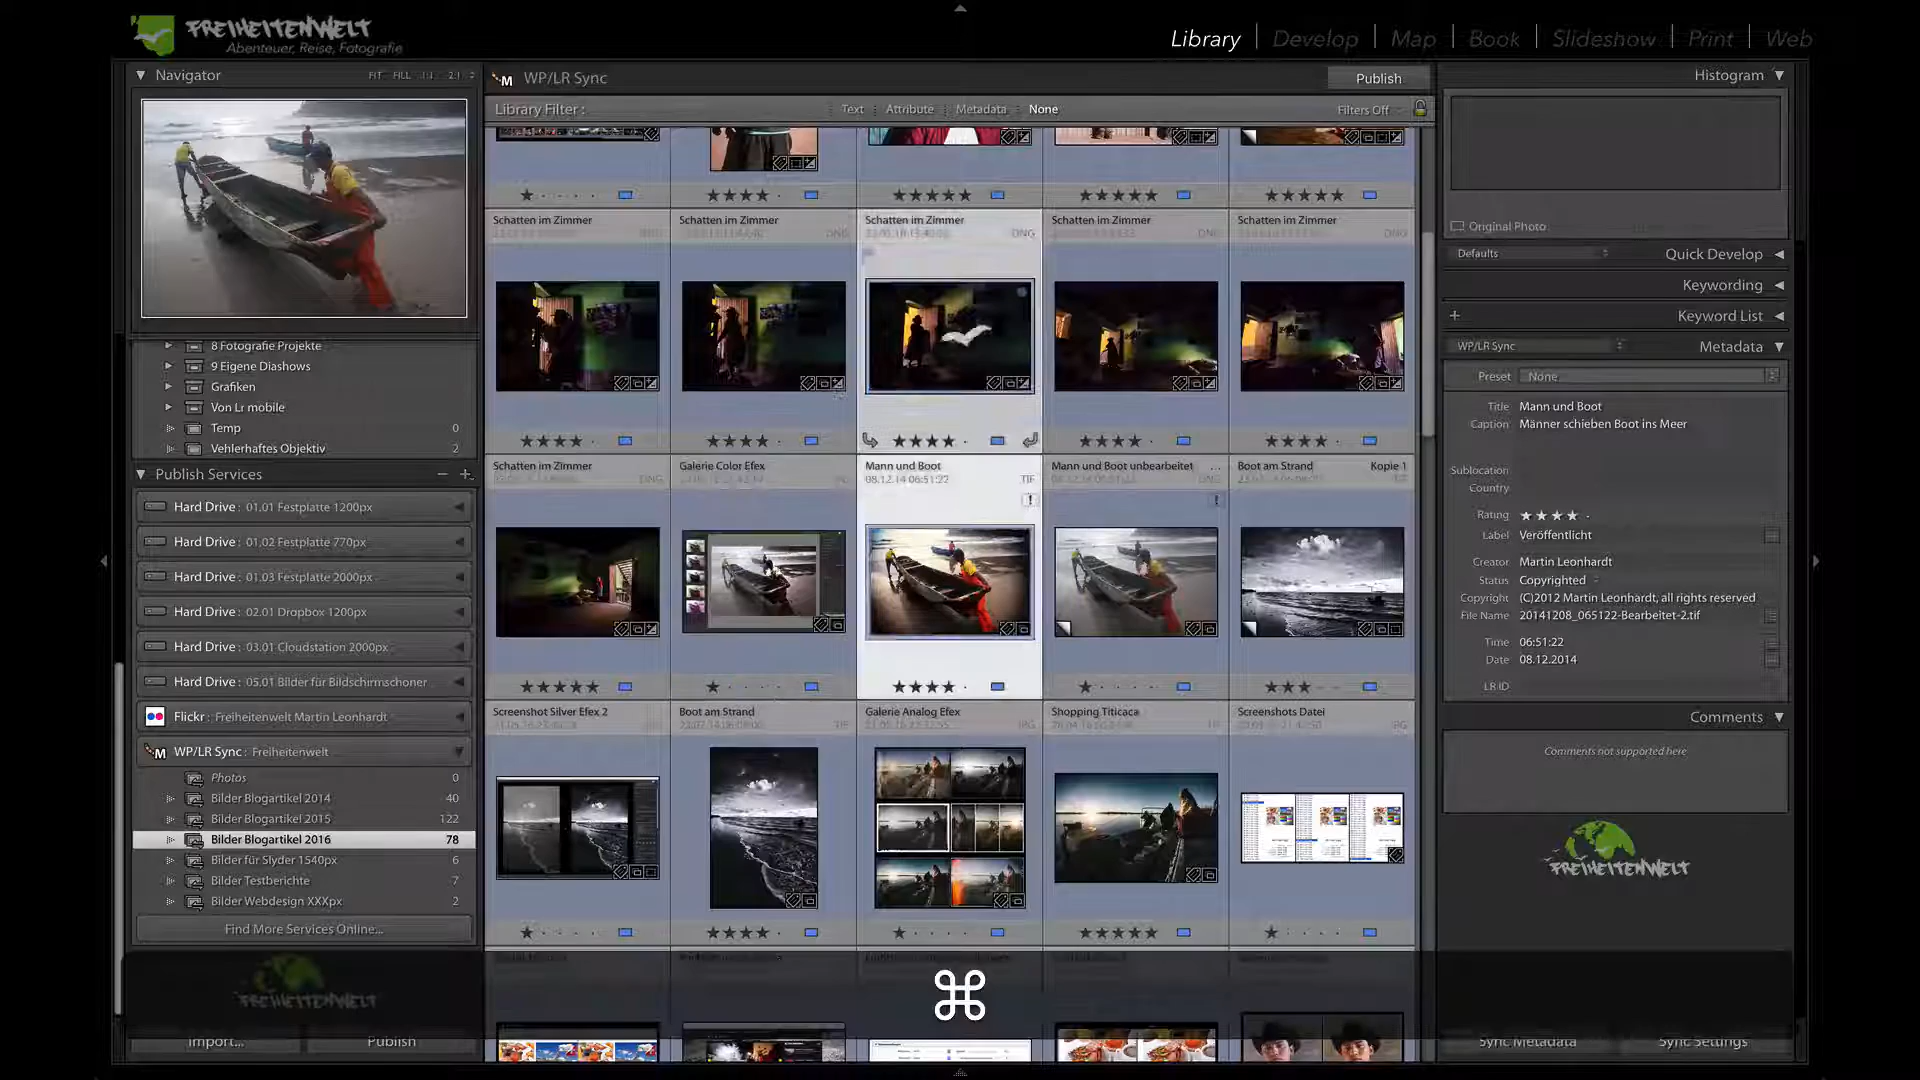 FREIHEITENWELT
Abenteuer, Reise, Fotografie
Library
Develop
Map
Book
Slideshow
Print
Web
Navigator
FIT
FILL
1:1
2:1
WP/LR Sync
Publish
Histogram
Library Filter :
Text
Attribute
Metadata
None
Filters Off
Original Photo
Defaults
Quick Develop
Keywording
Keyword List
WP/LR Sync
Metadata
Preset
None
Title Mann und Boot
Caption Männer schieben Boot ins Meer
Sublocation
Country
Rating
Label Veröffentlicht
Creator Martin Leonhardt
Status Copyrighted
Copyright (C)2012 Martin Leonhardt, all rights reserved
File Name 20141208_065122-Bearbeitet-2.tif
Time 06:51:22
Date 08.12.2014
LR ID
Comments
Comments not supported here
FREIHEITENWELT
8 Fotografie Projekte
9 Eigene Diashows
Grafiken
Von Lr mobile
Temp 0
Vehlerhaftes Objektiv 2
Publish Services
Hard Drive : 01.01 Festplatte 1200px
Hard Drive : 01.02 Festplatte 770px
Hard Drive : 01.03 Festplatte 2000px
Hard Drive : 02.01 Dropbox 1200px
Hard Drive : 03.01 Cloudstation 2000px
Hard Drive : 05.01 Bilder für Bildschirmschoner
Flickr : Freiheitenwelt Martin Leonhardt
WP/LR Sync : Freiheitenwelt
Photos 0
Bilder Blogartikel 2014 40
Bilder Blogartikel 2015 122
Bilder Blogartikel 2016 78
Bilder für Slyder 1540px 6
Bilder Testberichte 7
Bilder Webdesign XXXpx 2
Find More Services Online...
FREIHEITENWELT
Import...
Publish
Schatten im Zimmer
Schatten im Zimmer
Schatten im Zimmer
Schatten im Zimmer
Schatten im Zimmer
DNG
Schatten im Zimmer
Galerie Color Efex
Mann und Boot
Mann und Boot unbearbeitet ...
Boot am Strand
Kopie 1
08.12.14 06:51:22
TIF
Screenshot Silver Efex 2
Boot am Strand
Galerie Analog Efex
Shopping Titicaca
Screenshots Datei
Sync Metadata
Sync Settings